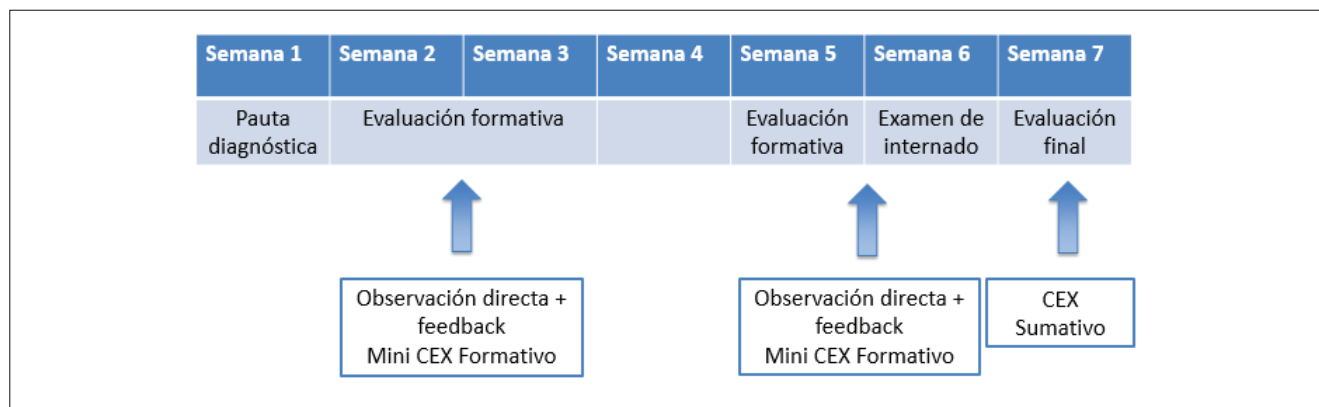 Semana 1 Semana 2 Semana 3 Semana 4 Semana 5 Semana 6 Semana 7
Pauta diagnóstica
Evaluación formativa
Evaluación formativa
Examen de internado
Evaluación final
Observación directa +
feedback
Mini CEX Formativo
Observación directa +
feedback
Mini CEX Formativo
CEX
Sumativo